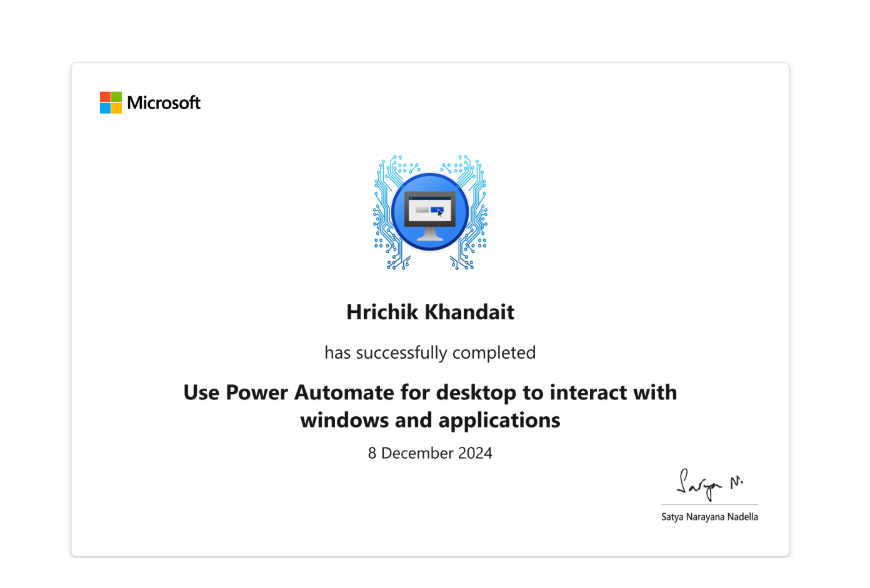 Microsoft
Hrichik Khandait
has successfully completed
Use Power Automate for desktop to interact with
windows and applications
8 December 2024
Satya N.
Satya Narayana Nadella